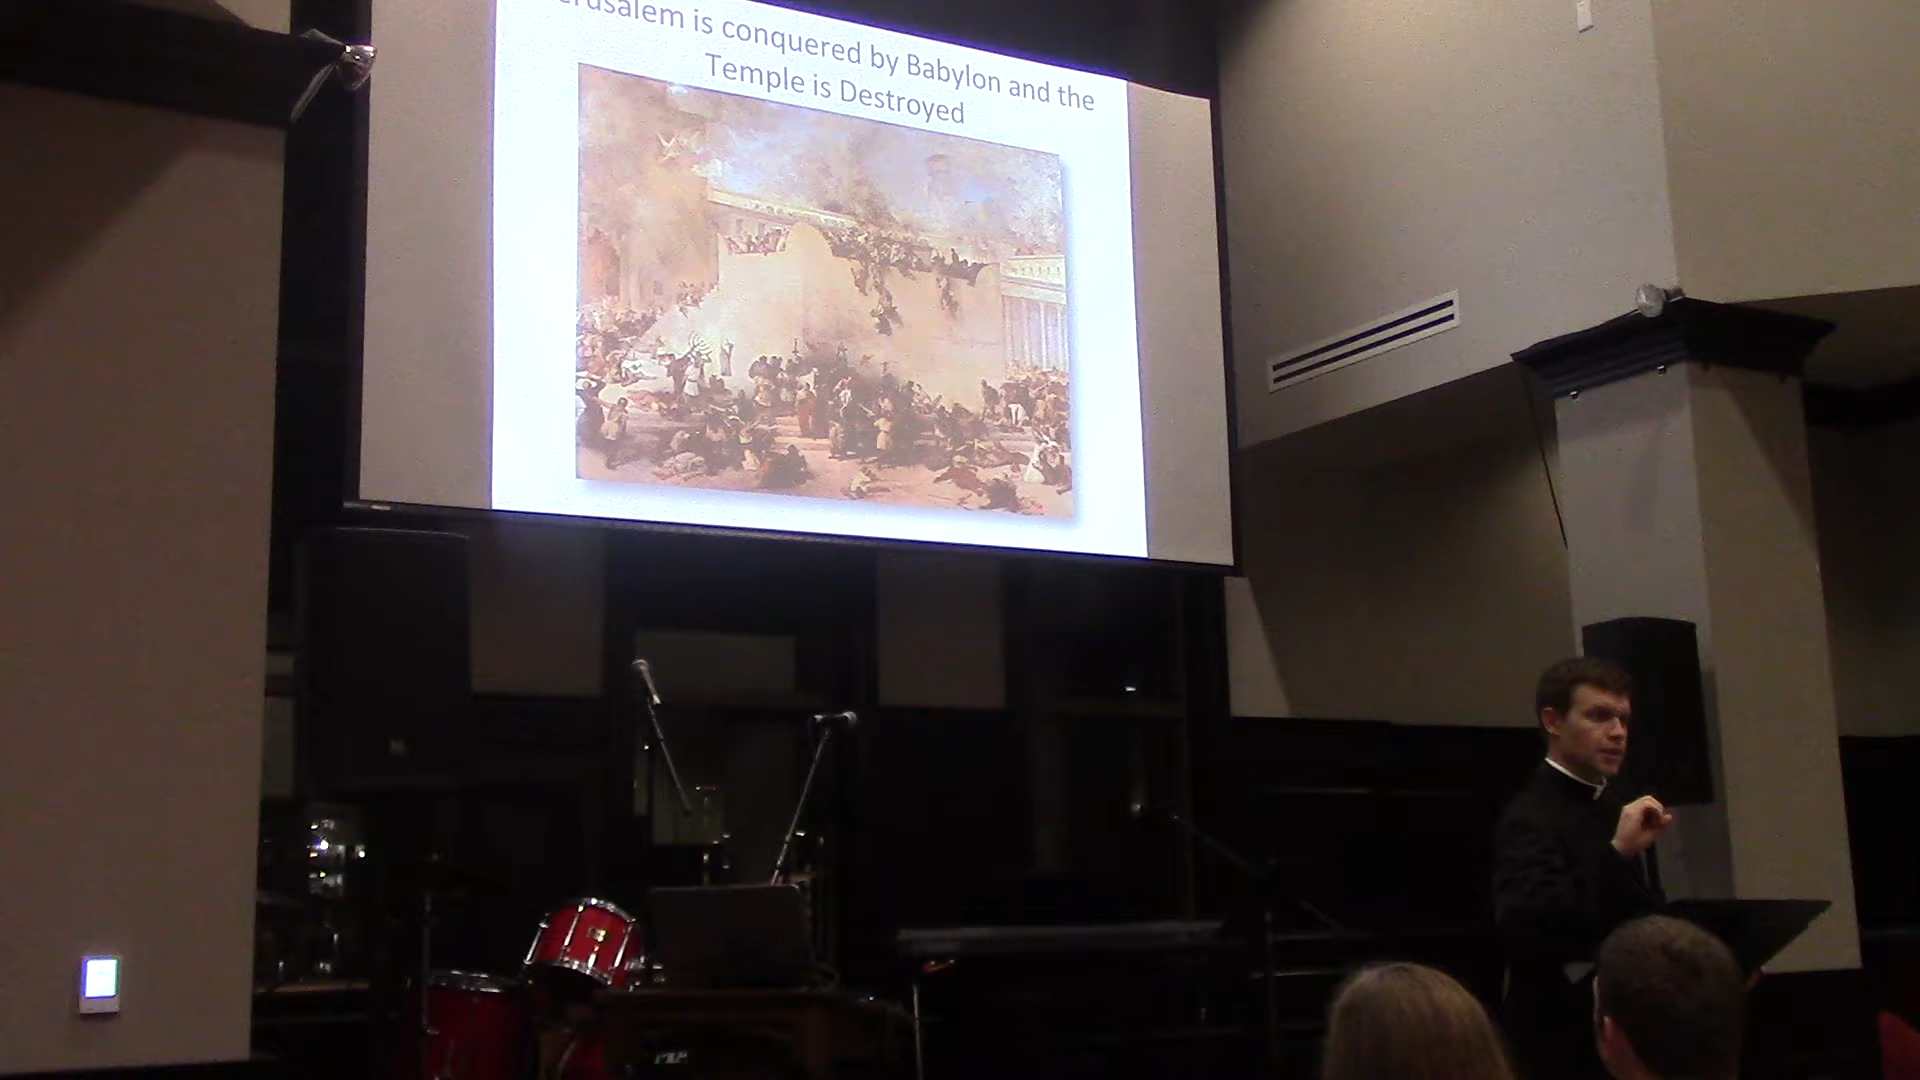 erusalem is conquered by Babylon and the
Temple is Destroyed